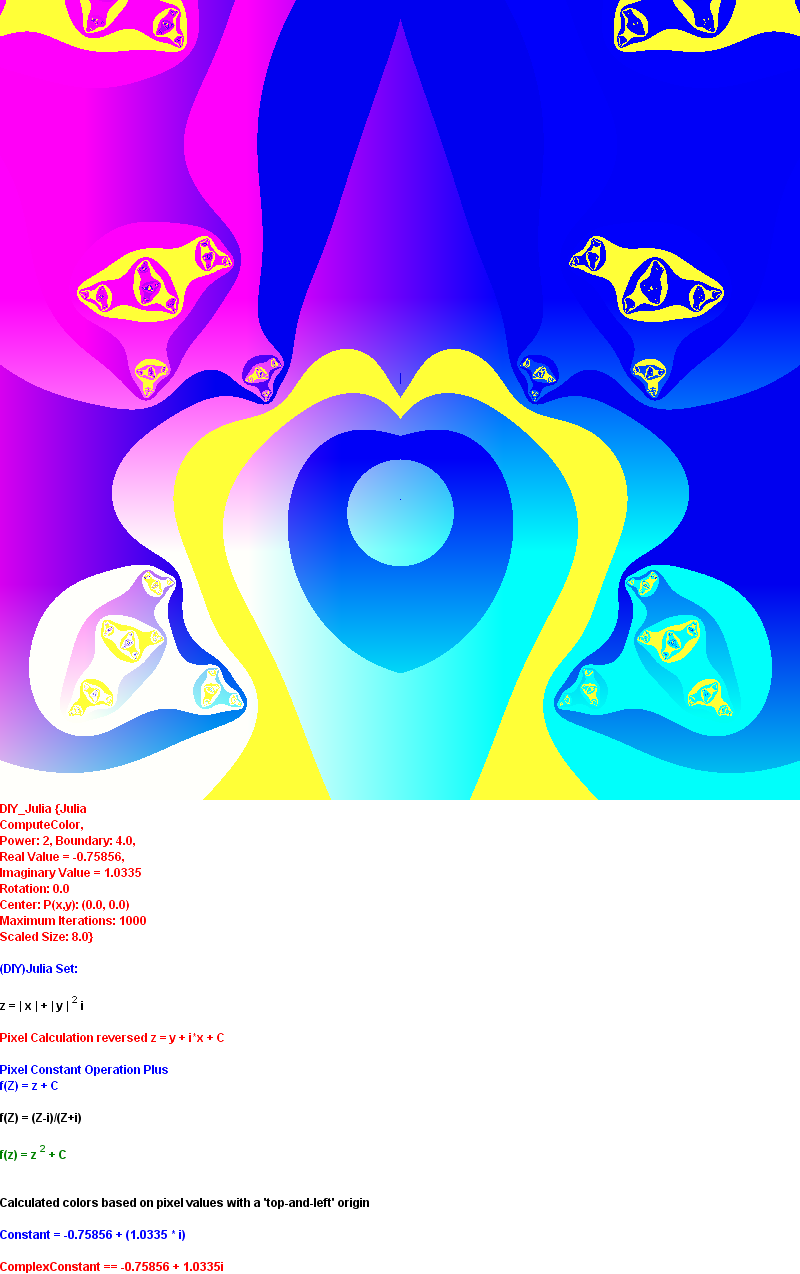 DIY_Julia {Julia
ComputeColor,
Power: 2, Boundary: 4.0,
Real Value = -0.75856,
Imaginary Value = 1.0335
Rotation: 0.0
Center: P(x,y): (0.0, 0.0)
Maximum Iterations: 1000
Scaled Size: 8.0}
(DIY)Julia Set:
z = | x | + | y | ² i
Pixel Calculation reversed z = y + i*x + C
Pixel Constant Operation Plus
f(Z) = z + C
f(Z) = (Z-i)/(Z+i)
f(z) = z ² + C
Calculated colors based on pixel values with a 'top-and-left' origin
Constant = -0.75856 + (1.0335 * i)
ComplexConstant == -0.75856 + 1.0335i